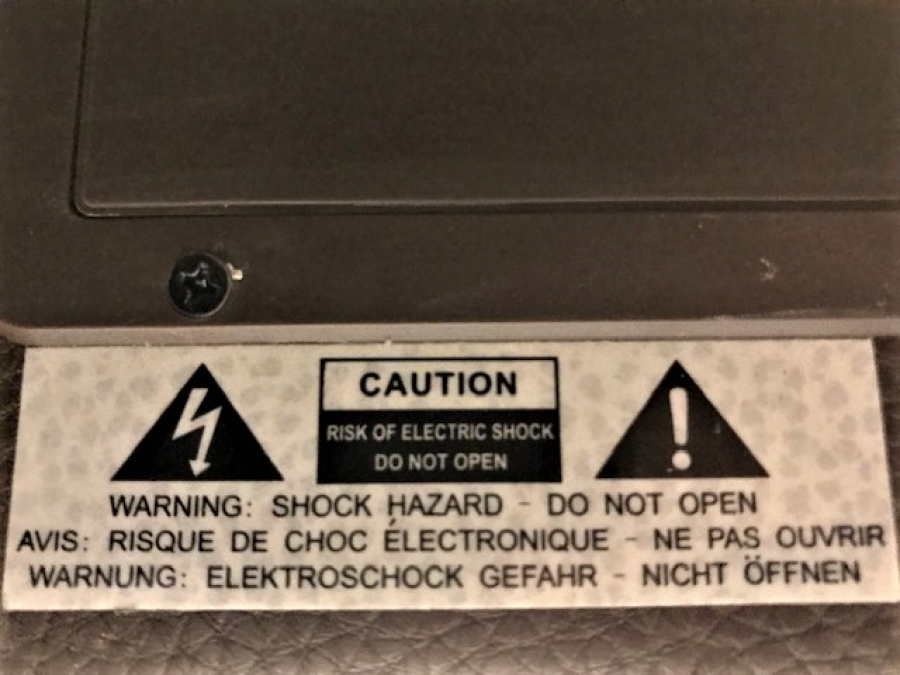 CAUTION
RISK OF ELECTRIC SHOCK
DO NOT OPEN
WARNING: SHOCK HAZARD - DO NOT OPEN
AVIS: RISQUE DE CHOC ÉLECTRONIQUE - NE PAS OUVRIR
WARNUNG: ELEKTROSCHOCK GEFAHR - NICHT ÖFFNEN